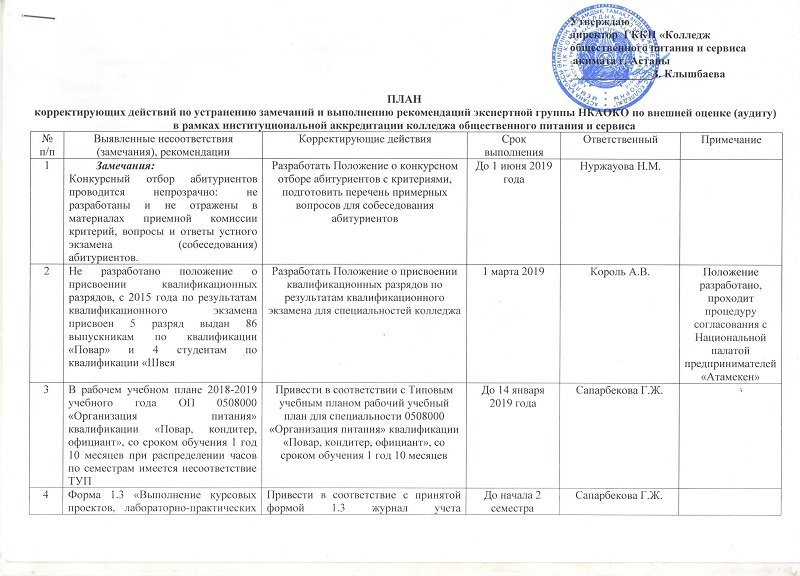 Утверждаю
директор ГККП «Колледж
общественного питания и сервиса
акимата г. Астаны
З. Клышбаева
ПЛАН
корректирующих действий по устранению замечаний и выполнению рекомендаций экспертной группы НКАОКО по внешней оценке (аудиту)
в рамках институциональной аккредитации колледжа общественного питания и сервиса
№ п/п
Выявленные несоответствия
(замечания), рекомендации
Корректирующие действия
Срок
выполнения
Ответственный
Примечание
1
Замечания:
Конкурсный отбор абитуриентов
проводится непрозрачно: не
разработаны и не отражены в
материалах приемной комиссии
критерий, вопросы и ответы устного
экзамена (собеседования)
абитуриентов.
Разработать Положение о конкурсном
отборе абитуриентов с критериями,
подготовить перечень примерных
вопросов для собеседования
абитуриентов
До 1 июня 2019
года
Нуржауова Н.М.
2
Не разработано положение о
присвоении квалификационных
разрядов, с 2015 года по результатам
квалификационного экзамена
присвоен 5 разряд выдан 86
выпускникам по квалификации
«Повар» и 4 студентам по
квалификации «Швея
Разработать Положение о присвоении
квалификационных разрядов по
результатам квалификационного
экзамена для специальностей колледжа
1 марта 2019
Король А.В.
Положение
разработано,
проходит
процедуру
согласования с
Национальной
палатой
предпринимателей
«Атамекен»
3
В рабочем учебном плане 2018-2019
учебного года ОП 0508000
«Организация питания»
квалификации «Повар, кондитер,
официант», со сроком обучения 1 год
10 месяцев при распределении часов
по семестрам имеется несоответствие
ТУП
Привести в соответствии с Типовым
учебным планом рабочий учебный
план для специальности 0508000
«Организация питания» квалификации
«Повар, кондитер, официант», со
сроком обучения 1 год 10 месяцев
До 14 января
2019 года
Сапарбекова Г.Ж.
4
Форма 1.3 «Выполнение курсовых
проектов, лабораторно-практических
Привести в соответствие с принятой
формой 1.3 журнал учета
До начала 2
семестра
Сапарбекова Г.Ж.